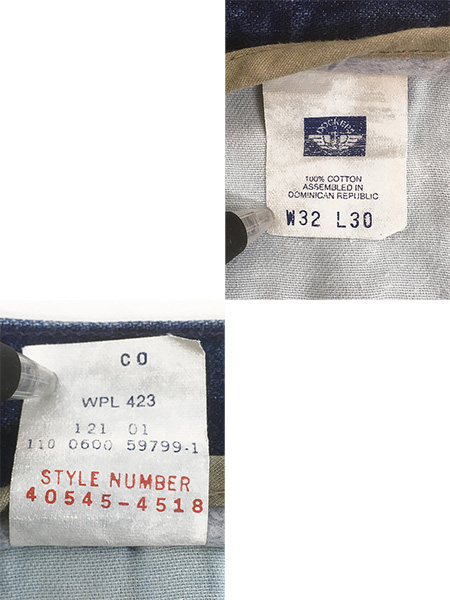 DOCKERS
100% COTTON
ASSEMBLED IN
DOMINICAN REPUBLIC
W32 L30
CO
WPL 423
121 01
110 0600 59799-1
STYLE NUMBER
40545-4518